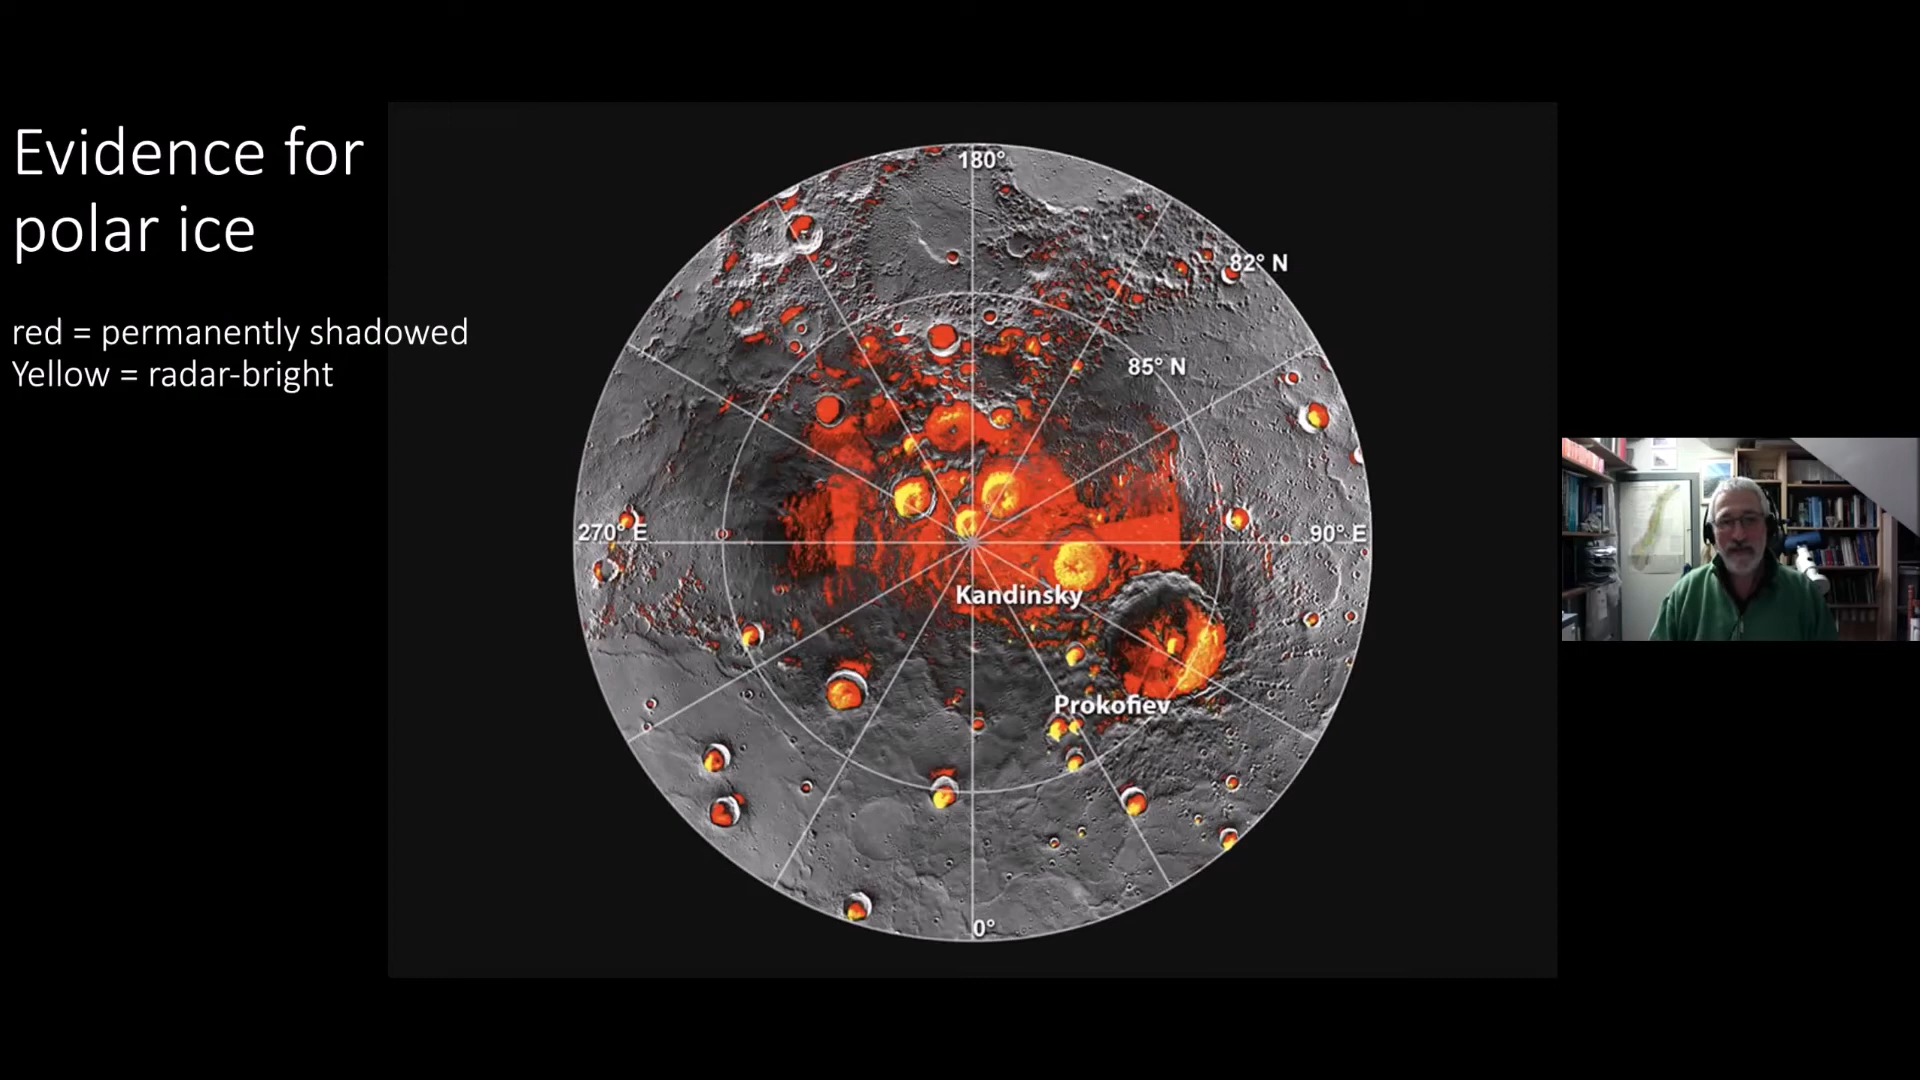 Evidence for
polar ice
red = permanently shadowed
Yellow = radar-bright
180°
82° N
85° N
270° E
90° E
Kandinsky
Prokofiev
0°